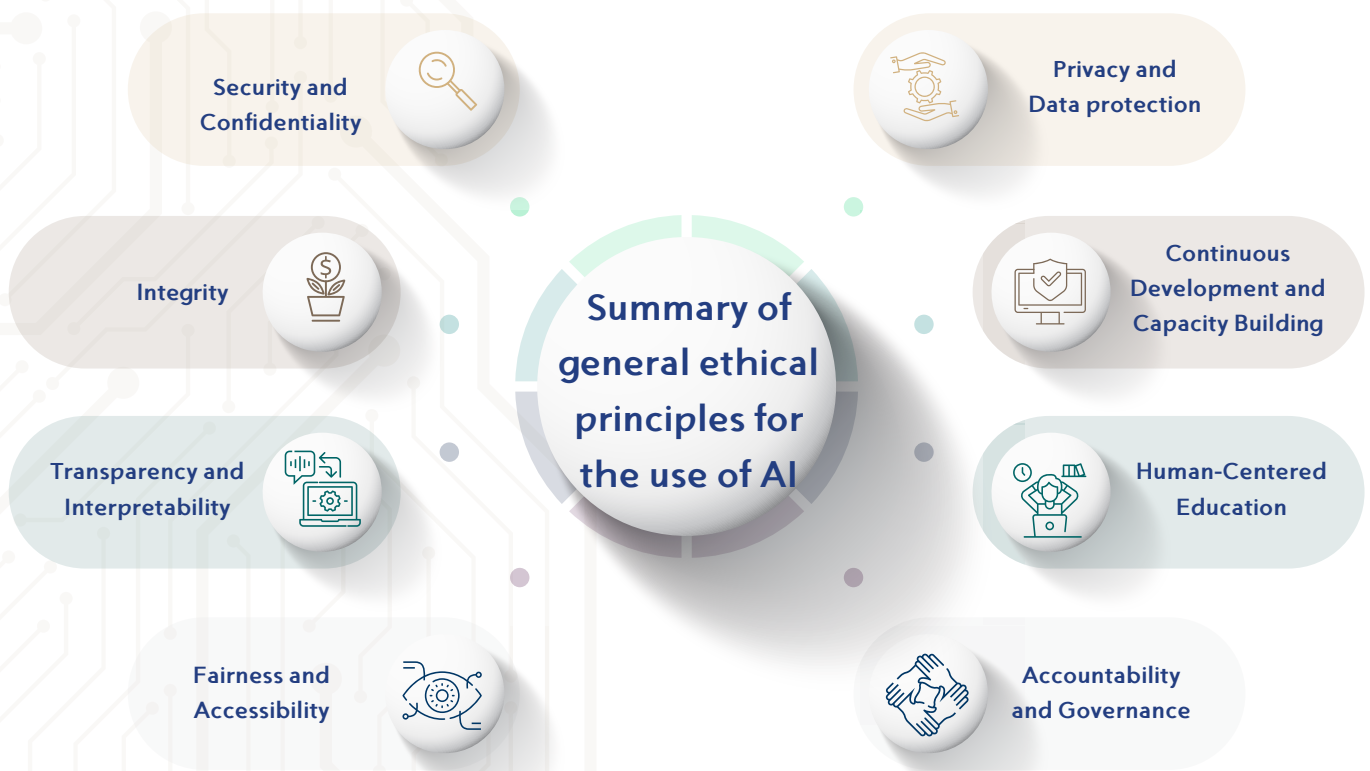 Security and
Confidentiality
Privacy and
Data protection
Integrity
Continuous
Development and
Capacity Building
Summary of
general ethical
principles for
the use of AI
Transparency and
Interpretability
Human-Centered
Education
Fairness and
Accessibility
Accountability
and Governance